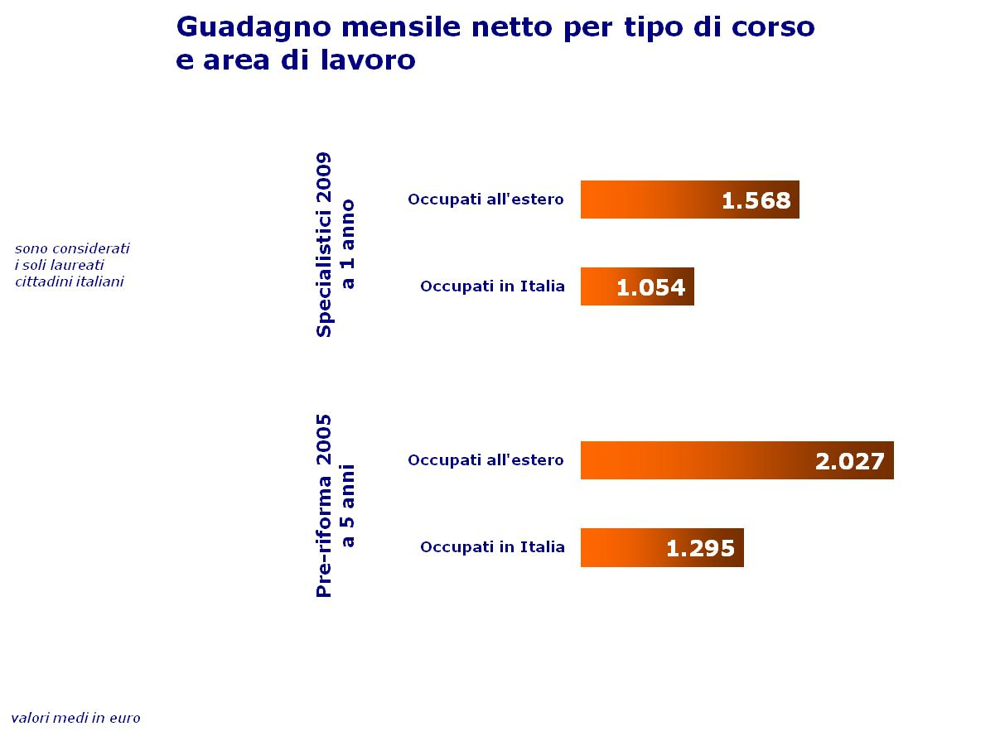 Guadagno mensile netto per tipo di corso
e area di lavoro
sono considerati
i soli laureati
cittadini italiani
Specialistici 2009
a 1 anno
Occupati all'estero
1.568
Occupati in Italia
1.054
Pre-riforma 2005
a 5 anni
Occupati all'estero
2.027
Occupati in Italia
1.295
valori medi in euro